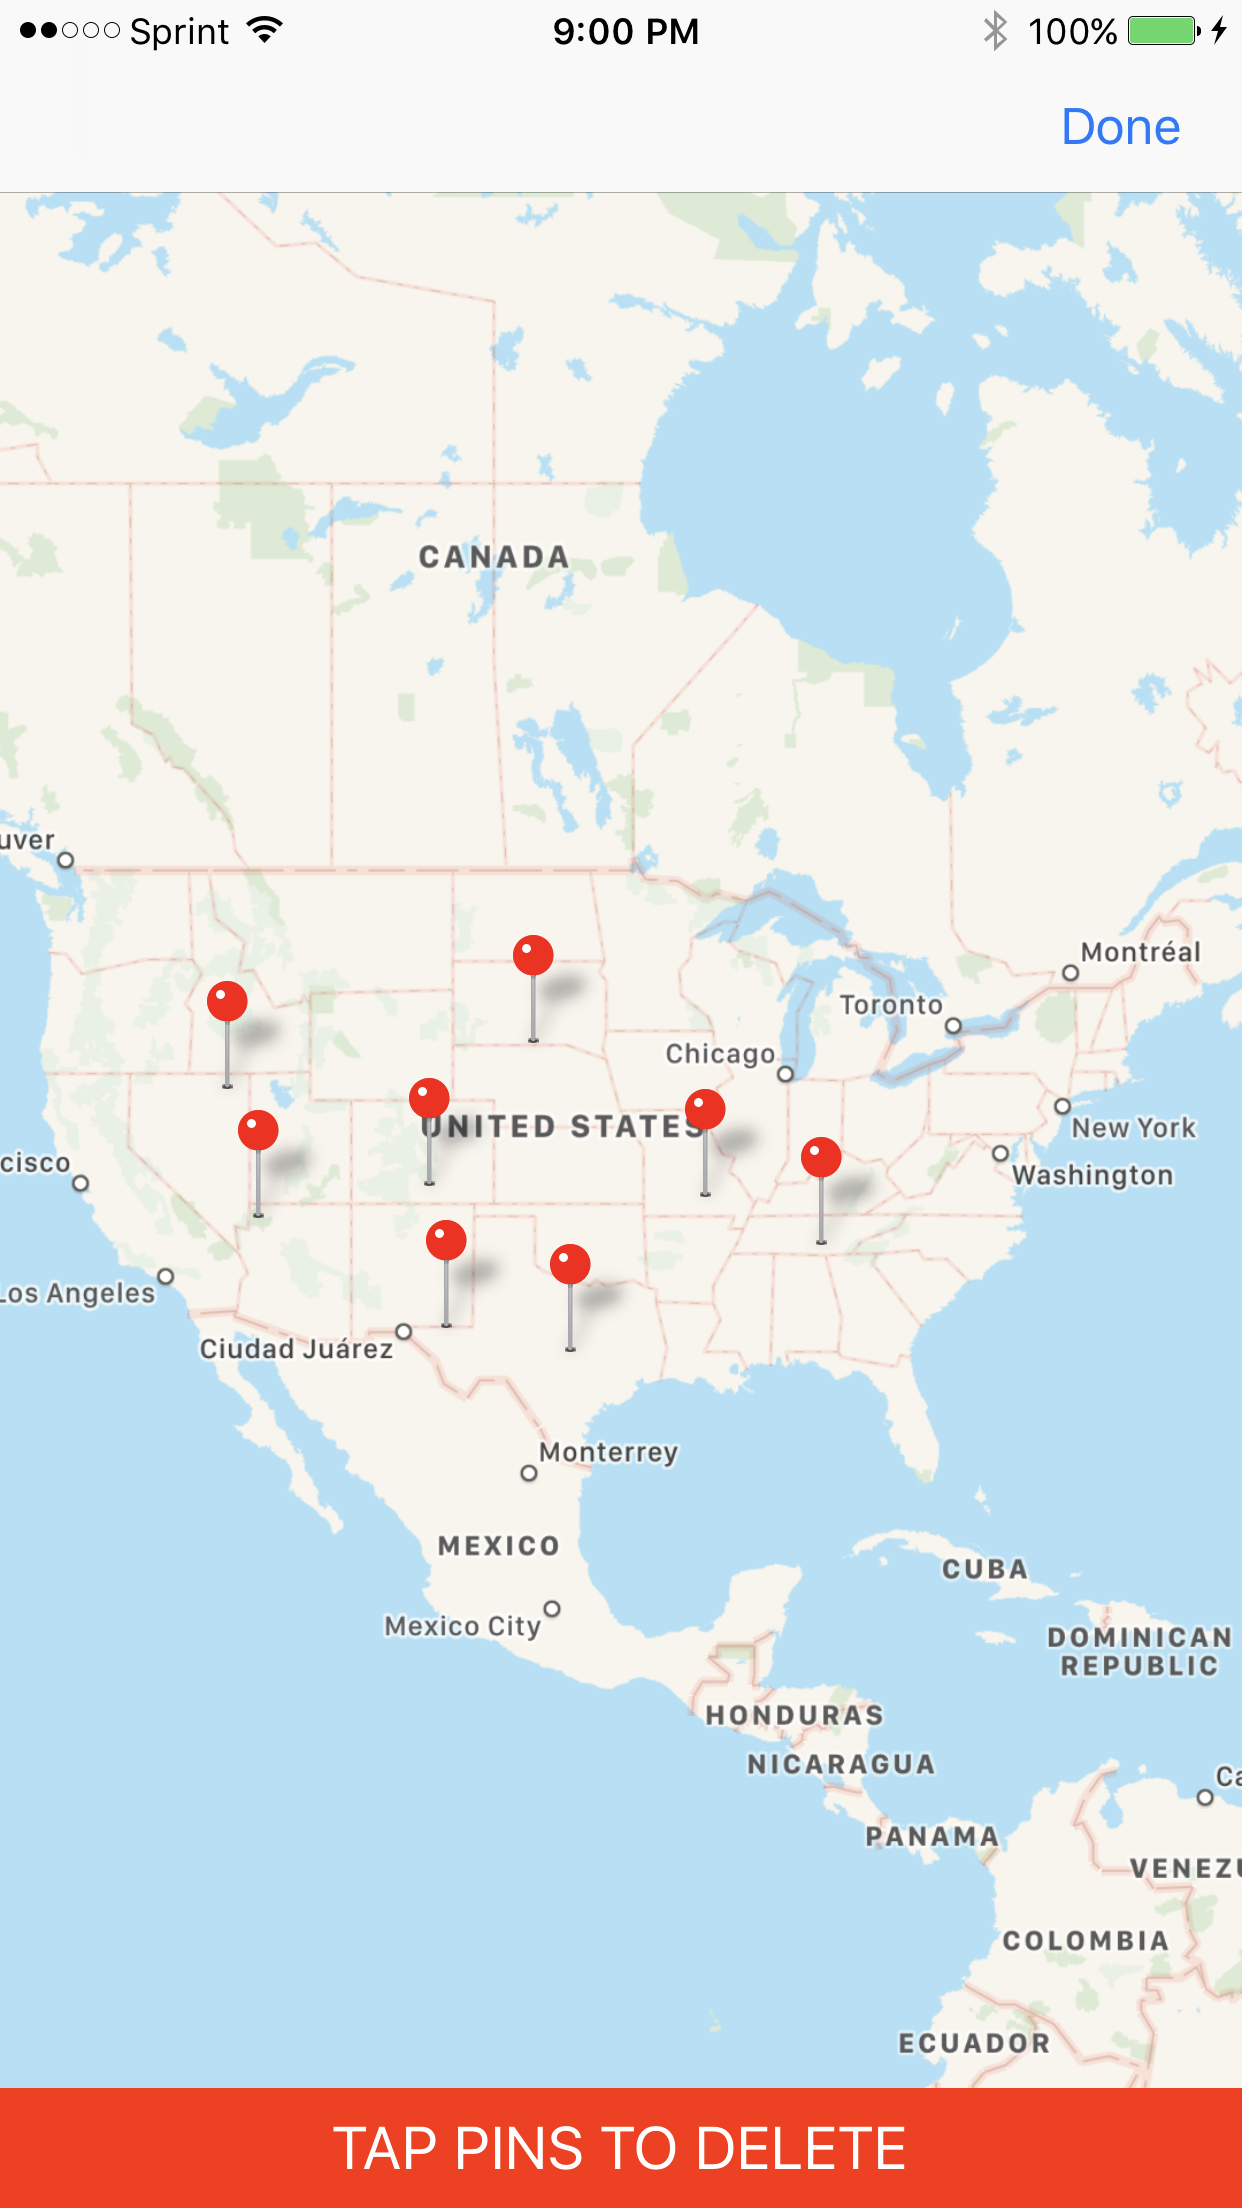 Sprint 9:00 PM 100%
Done
CANADA
uver
Montréal
Toronto
Chicago
UNITED STATES
New York
cisco
Washington
Los Angeles
Ciudad Juárez
Monterrey
MEXICO
CUBA
Mexico City
DOMINICAN
REPUBLIC
HONDURAS
NICARAGUA
Ca
PANAMA
VENEZU
COLOMBIA
ECUADOR
TAP PINS TO DELETE